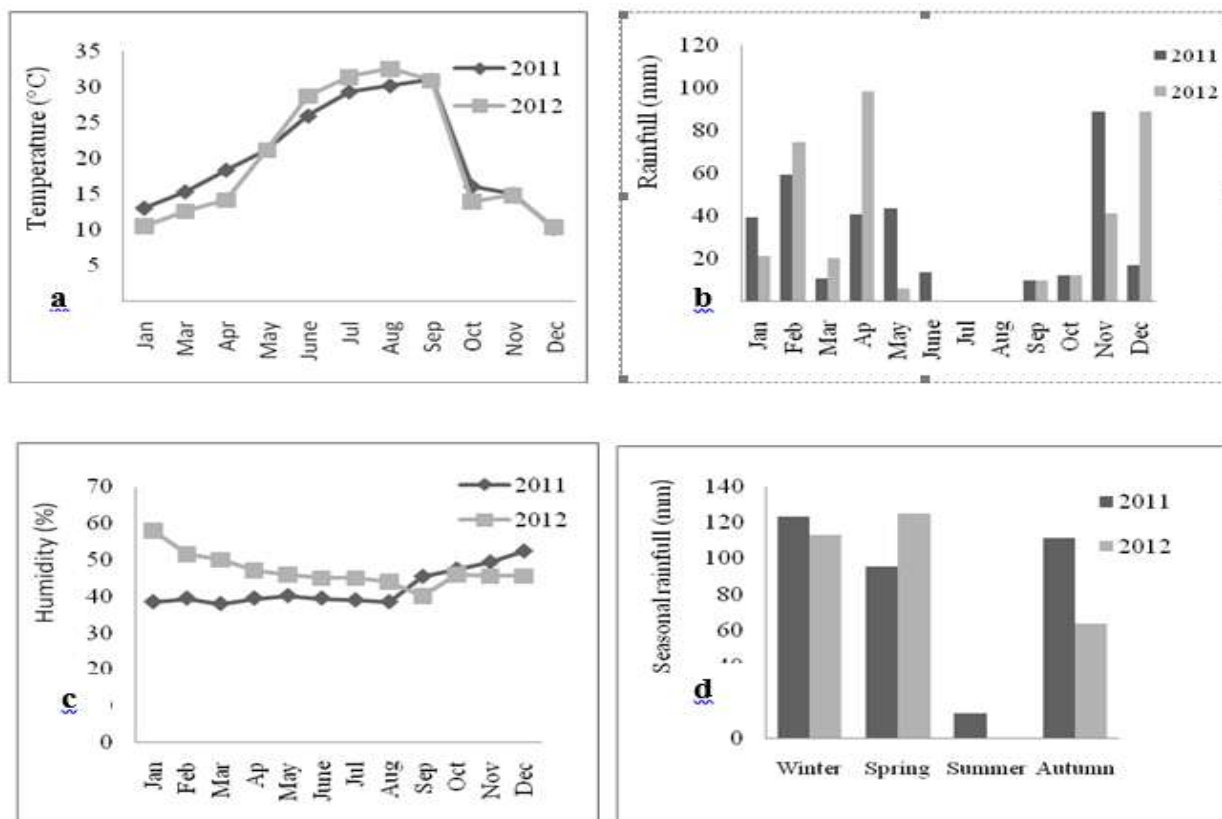 Temperature (°C)
35
30
25
20
15
10
5
2011
2012
a
Jan
Mar
Apr
May
June
Jul
Aug
Sep
Oct
Nov
Dec
Rainfull (mm)
120
100
80
60
40
20
2011
2012
b
Jan
Feb
Mar
Ap
May
June
Jul
Aug
Sep
Oct
Nov
Dec
Humidity (%)
70
60
50
40
30
20
0
2011
2012
c
Jan
Feb
Mar
Ap
May
June
Jul
Aug
Sep
Oct
Nov
Dec
Seasonal rainfull (mm)
140
120
100
80
60
40
0
2011
2012
d
Winter Spring Summer Autumn